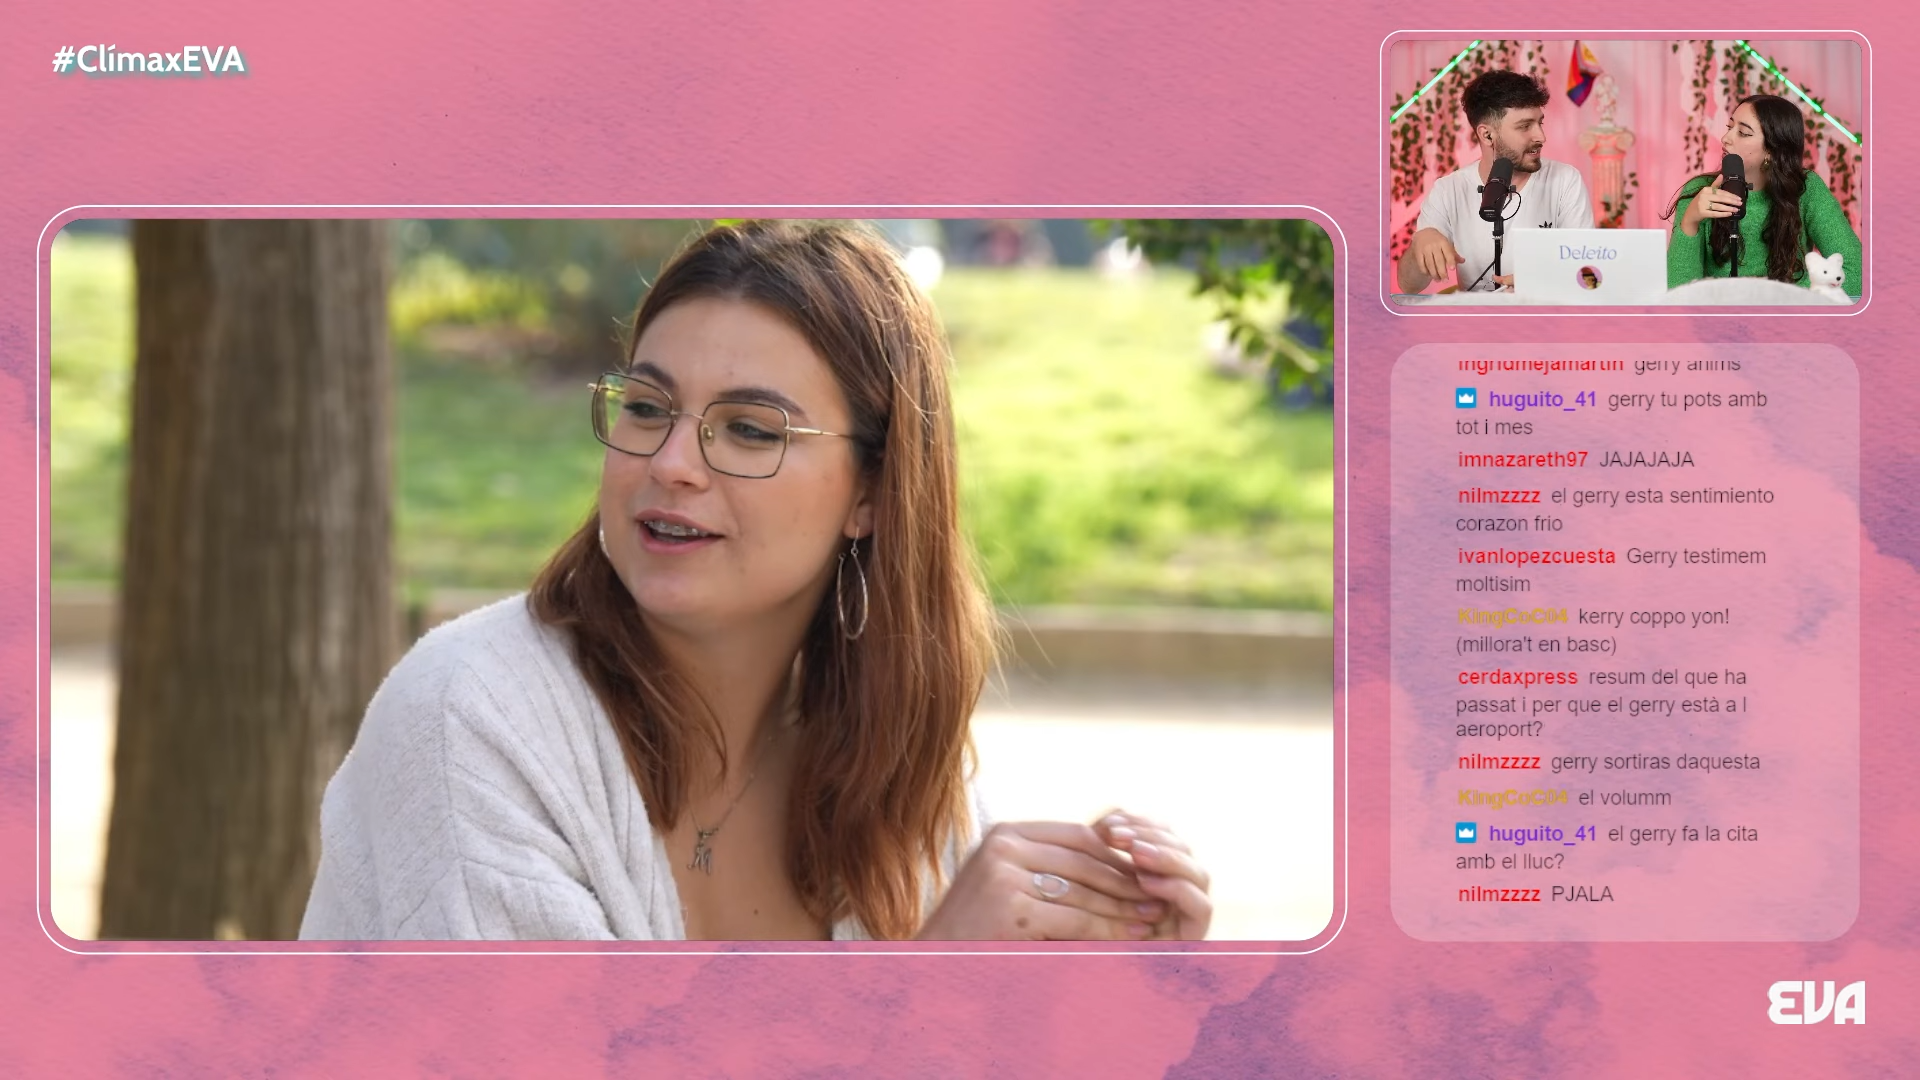 #ClímaxEVA
Deleito
ingridmejamartin gerry anims
huguito_41 gerry tu pots amb
tot i mes
imnazareth97 JAJAJAJA
nilmzzzz el gerry esta sentimiento
corazon frio
ivanlopezcuesta Gerry testimem
moltisim
KingCoC04 kerry coppo yon!
(millora't en basc)
cerdaxpress resum del que ha
passat i per que el gerry està a l
aeroport?
nilmzzzz gerry sortiras daquesta
KingCoC04 el volumm
huguito_41 el gerry fa la cita
amb el lluc?
nilmzzzz PJALA
EVA